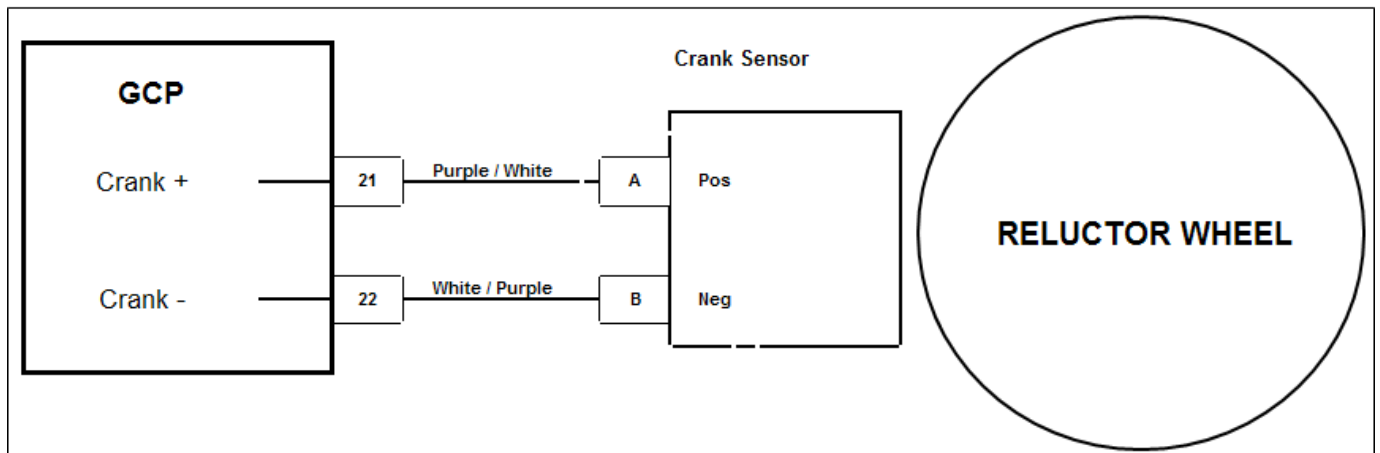 Crank Sensor
GCP
Crank +
21
Purple / White
A
Pos
RELUCTOR WHEEL
Crank -
22
White / Purple
B
Neg